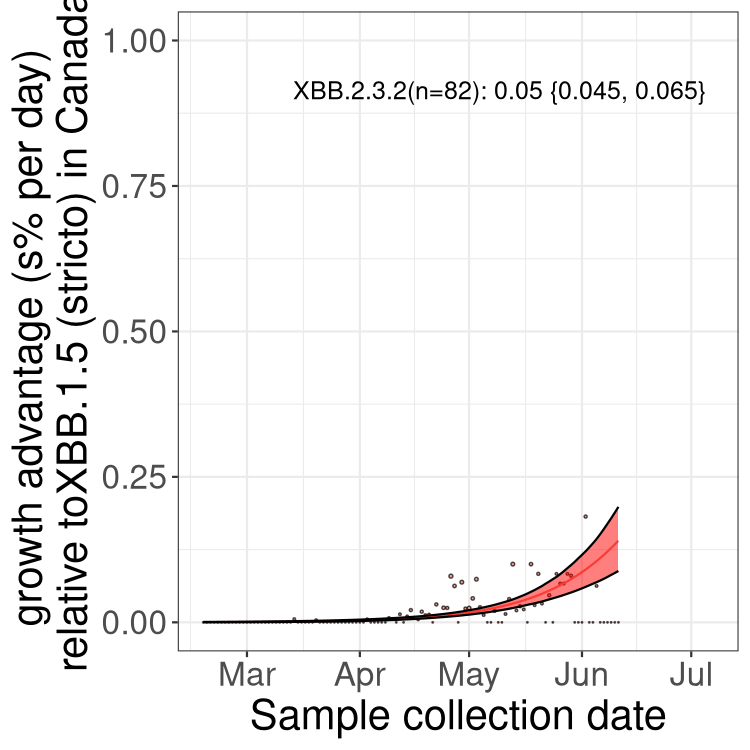 growth advantage (s% per day)
relative toXBB.1.5 (stricto) in Canada
1.00
XBB.2.3.2(n=82): 0.05 {0.045, 0.065}
0.75
0.50
0.25
0.00
Mar Apr May Jun Jul
Sample collection date